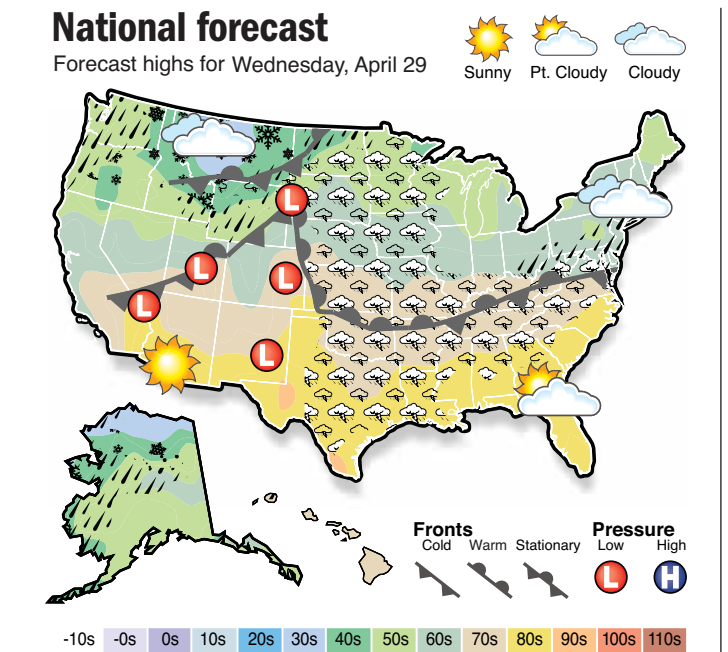 National forecast
Forecast highs for Wednesday, April 29
Sunny Pt. Cloudy Cloudy
L
L
L
L
L
Fronts
Cold Warm Stationary
Pressure
Low High
L H
-10s -0s 0s 10s 20s 30s 40s 50s 60s 70s 80s 90s 100s 110s